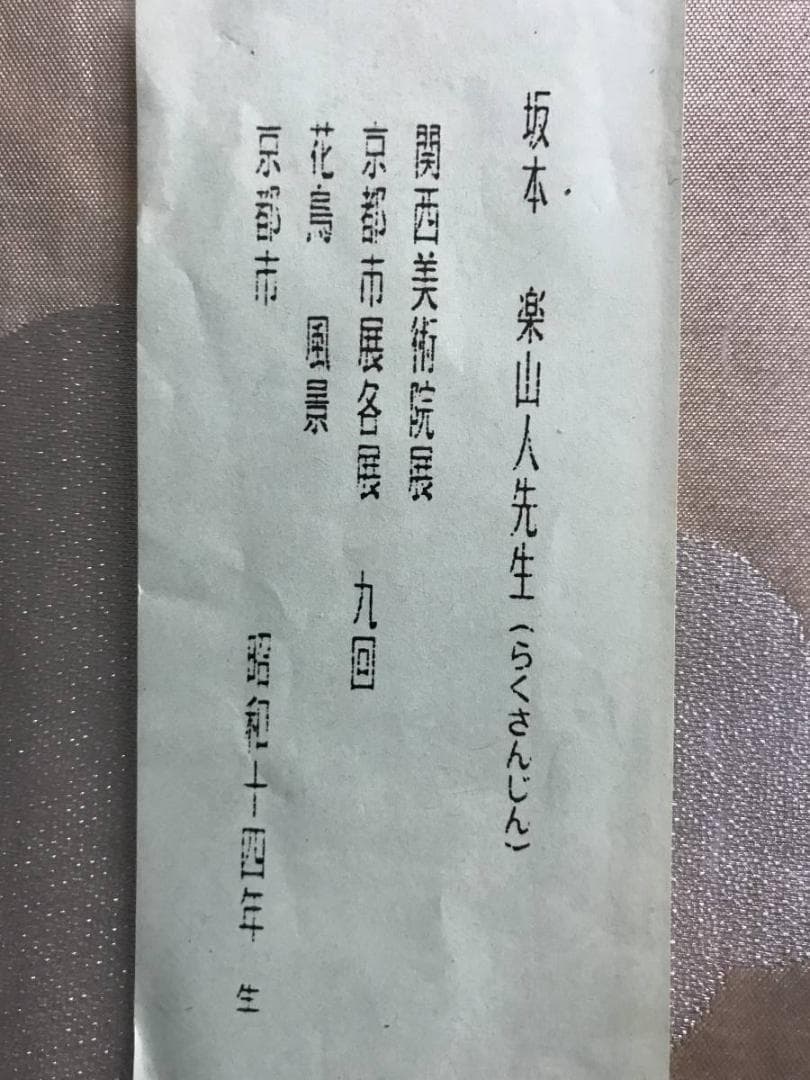 坂本　楽山人先生（らくさんじん）
関西美術院展
京都市展各展　九回
花鳥　風景
京都市　昭和十四年　生